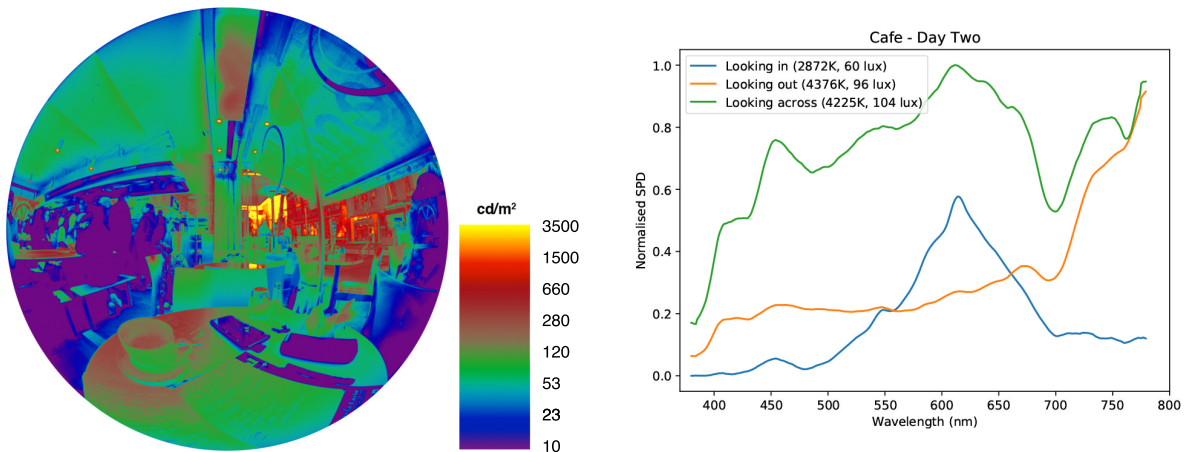 cd/m²
3500
1500
660
280
120
53
23
10
Cafe - Day Two
Looking in (2872K, 60 lux)
Looking out (4376K, 96 lux)
Looking across (4225K, 104 lux)
Normalised SPD
1.0
0.8
0.6
0.4
0.2
0.0
400 450 500 550 600 650 700 750 800
Wavelength (nm)